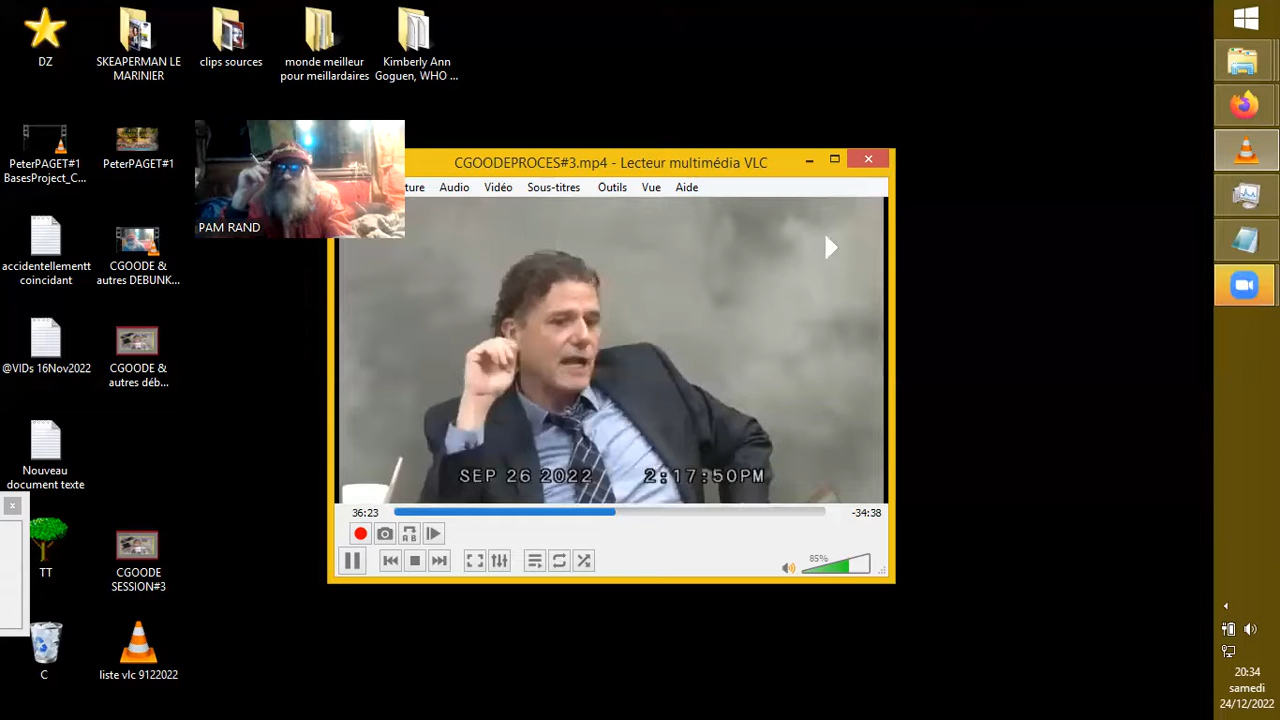 DZ
SKEAPERMAN LE
MARINIER
clips sources
monde meilleur
pour meillardaires
Kimberly Ann
Goguen, WHO ...
PeterPAGET#1
BasesProject_C...
PeterPAGET#1
PAM RAND
CGOODEPROCES#3.mp4 - Lecteur multimédia VLC
ture Audio Vidéo Sous-titres Outils Vue Aide
accidentellementt
coincidant
CGOODE &
autres DEBUNK...
@VIDs 16Nov2022
CGOODE &
autres déb...
Nouveau
document texte
SEP 26 2022 2:17:50PM
36:23
-34:38
A B
85%
x
TT
CGOODE
SESSION#3
C
liste vlc 9122022
20:34
samedi
24/12/2022